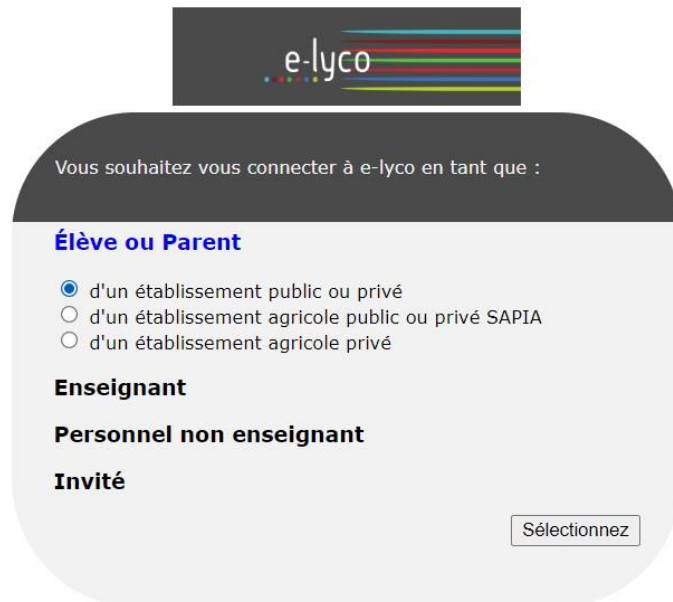 e-lyco
Vous souhaitez vous connecter à e-lyco en tant que :
Élève ou Parent
d'un établissement public ou privé
d'un établissement agricole public ou privé SAPIA
d'un établissement agricole privé
Enseignant
Personnel non enseignant
Invité
Sélectionnez